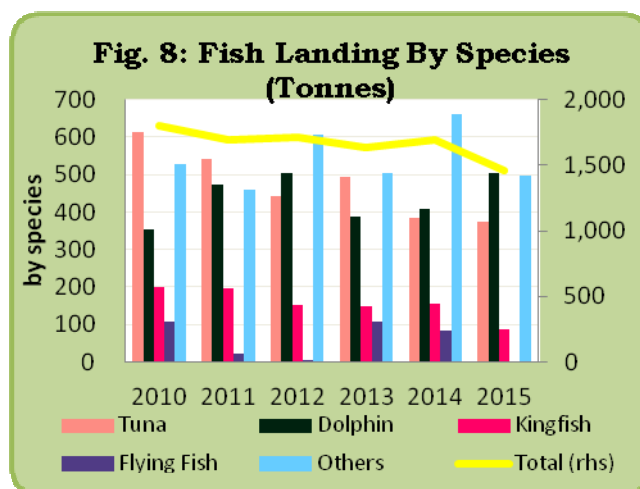 Fig. 8: Fish Landing By Species
(Tonnes)
700
600
500
400
300
200
100
0
by species
2,000
1,500
1,000
500
0
2010 2011 2012 2013 2014 2015
Tuna Dolphin Kingfish
Flying Fish Others Total (rhs)